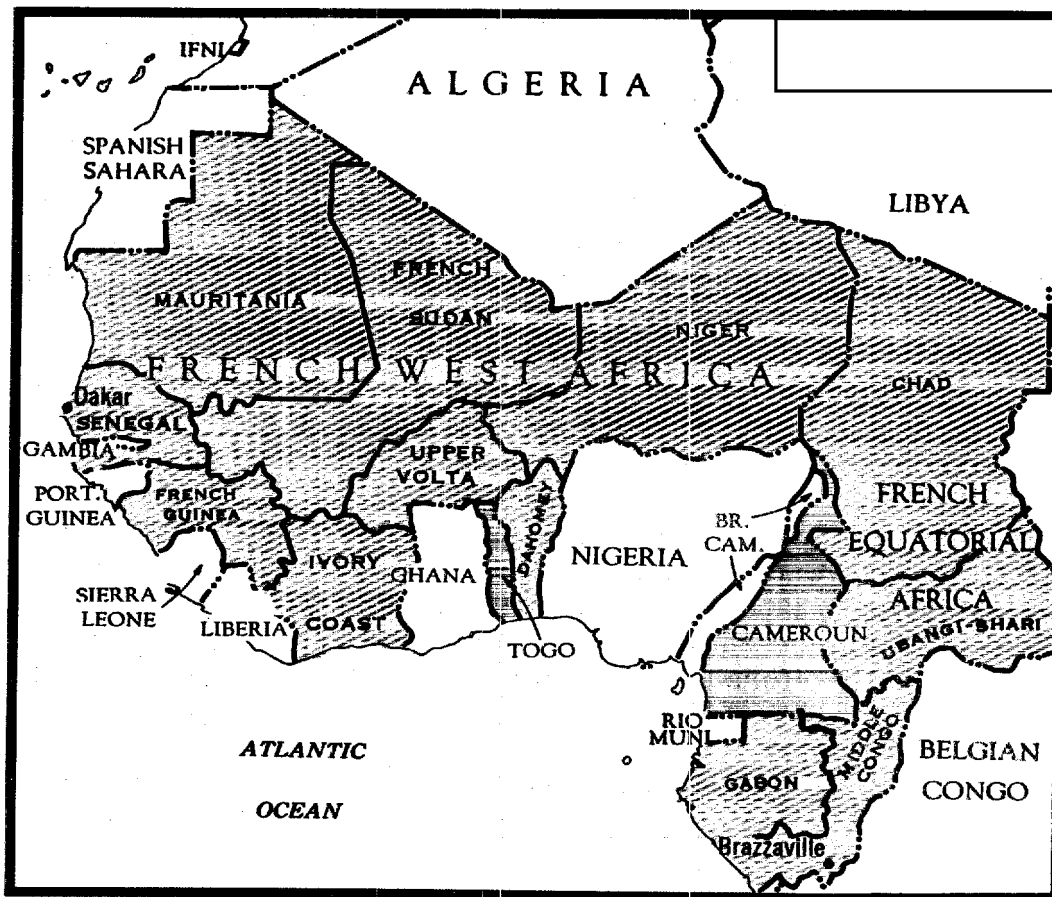 IFNI
ALGERIA
SPANISH
SAHARA
LIBYA
MAURITANIA
FRENCH
SUDAN
NIGER
FRENCH WEST AFRICA
CHAD
Dakar
SENEGAL
GAMBIA
UPPER
VOLTA
PORT.
GUINEA
FRENCH
GUINEA
DAHOMEY
FRENCH
EQUATORIAL
AFRICA
BR.
CAM.
NIGERIA
IVORY
COAST
GHANA
SIERRA
LEONE
LIBERIA
TOGO
CAMEROUN
UBANGI-SHARI
RIO
MUNI
MIDDLE
CONGO
BELGIAN
CONGO
ATLANTIC
OCEAN
GABON
Brazzaville